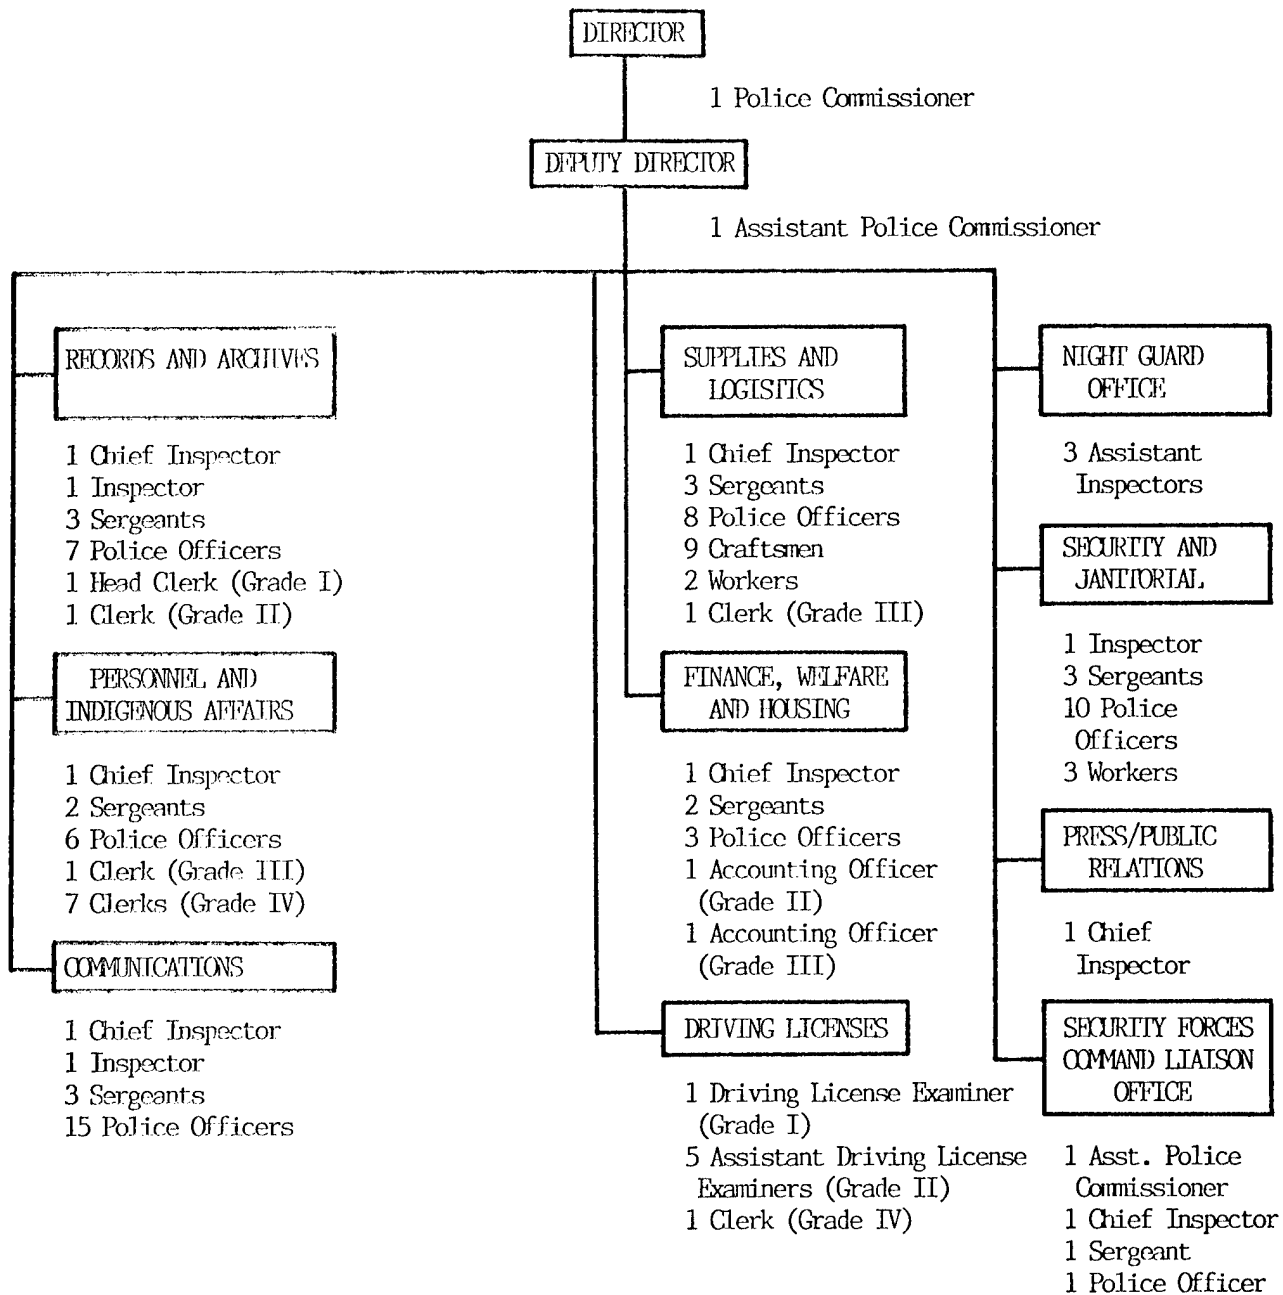 DIRECTOR
1 Police Commissioner
DEPUTY DIRECTOR
1 Assistant Police Commissioner
RECORDS AND ARCHIVES
1 Chief Inspector
1 Inspector
3 Sergeants
7 Police Officers
1 Head Clerk (Grade I)
1 Clerk (Grade II)
PERSONNEL AND
INDIGENOUS AFFAIRS
1 Chief Inspector
2 Sergeants
6 Police Officers
1 Clerk (Grade III)
7 Clerks (Grade IV)
COMMUNICATIONS
1 Chief Inspector
1 Inspector
3 Sergeants
15 Police Officers
SUPPLIES AND
LOGISTICS
1 Chief Inspector
3 Sergeants
8 Police Officers
9 Craftsmen
2 Workers
1 Clerk (Grade III)
FINANCE, WELFARE
AND HOUSING
1 Chief Inspector
2 Sergeants
3 Police Officers
1 Accounting Officer
(Grade II)
1 Accounting Officer
(Grade III)
DRIVING LICENSES
1 Driving License Examiner
(Grade I)
5 Assistant Driving License
Examiners (Grade II)
1 Clerk (Grade IV)
NIGHT GUARD
OFFICE
3 Assistant
Inspectors
SECURITY AND
JANITORIAL
1 Inspector
3 Sergeants
10 Police
Officers
3 Workers
PRESS/PUBLIC
RELATIONS
1 Chief
Inspector
SECURITY FORCES
COMMAND LIAISON
OFFICE
1 Asst. Police
Commissioner
1 Chief Inspector
1 Sergeant
1 Police Officer